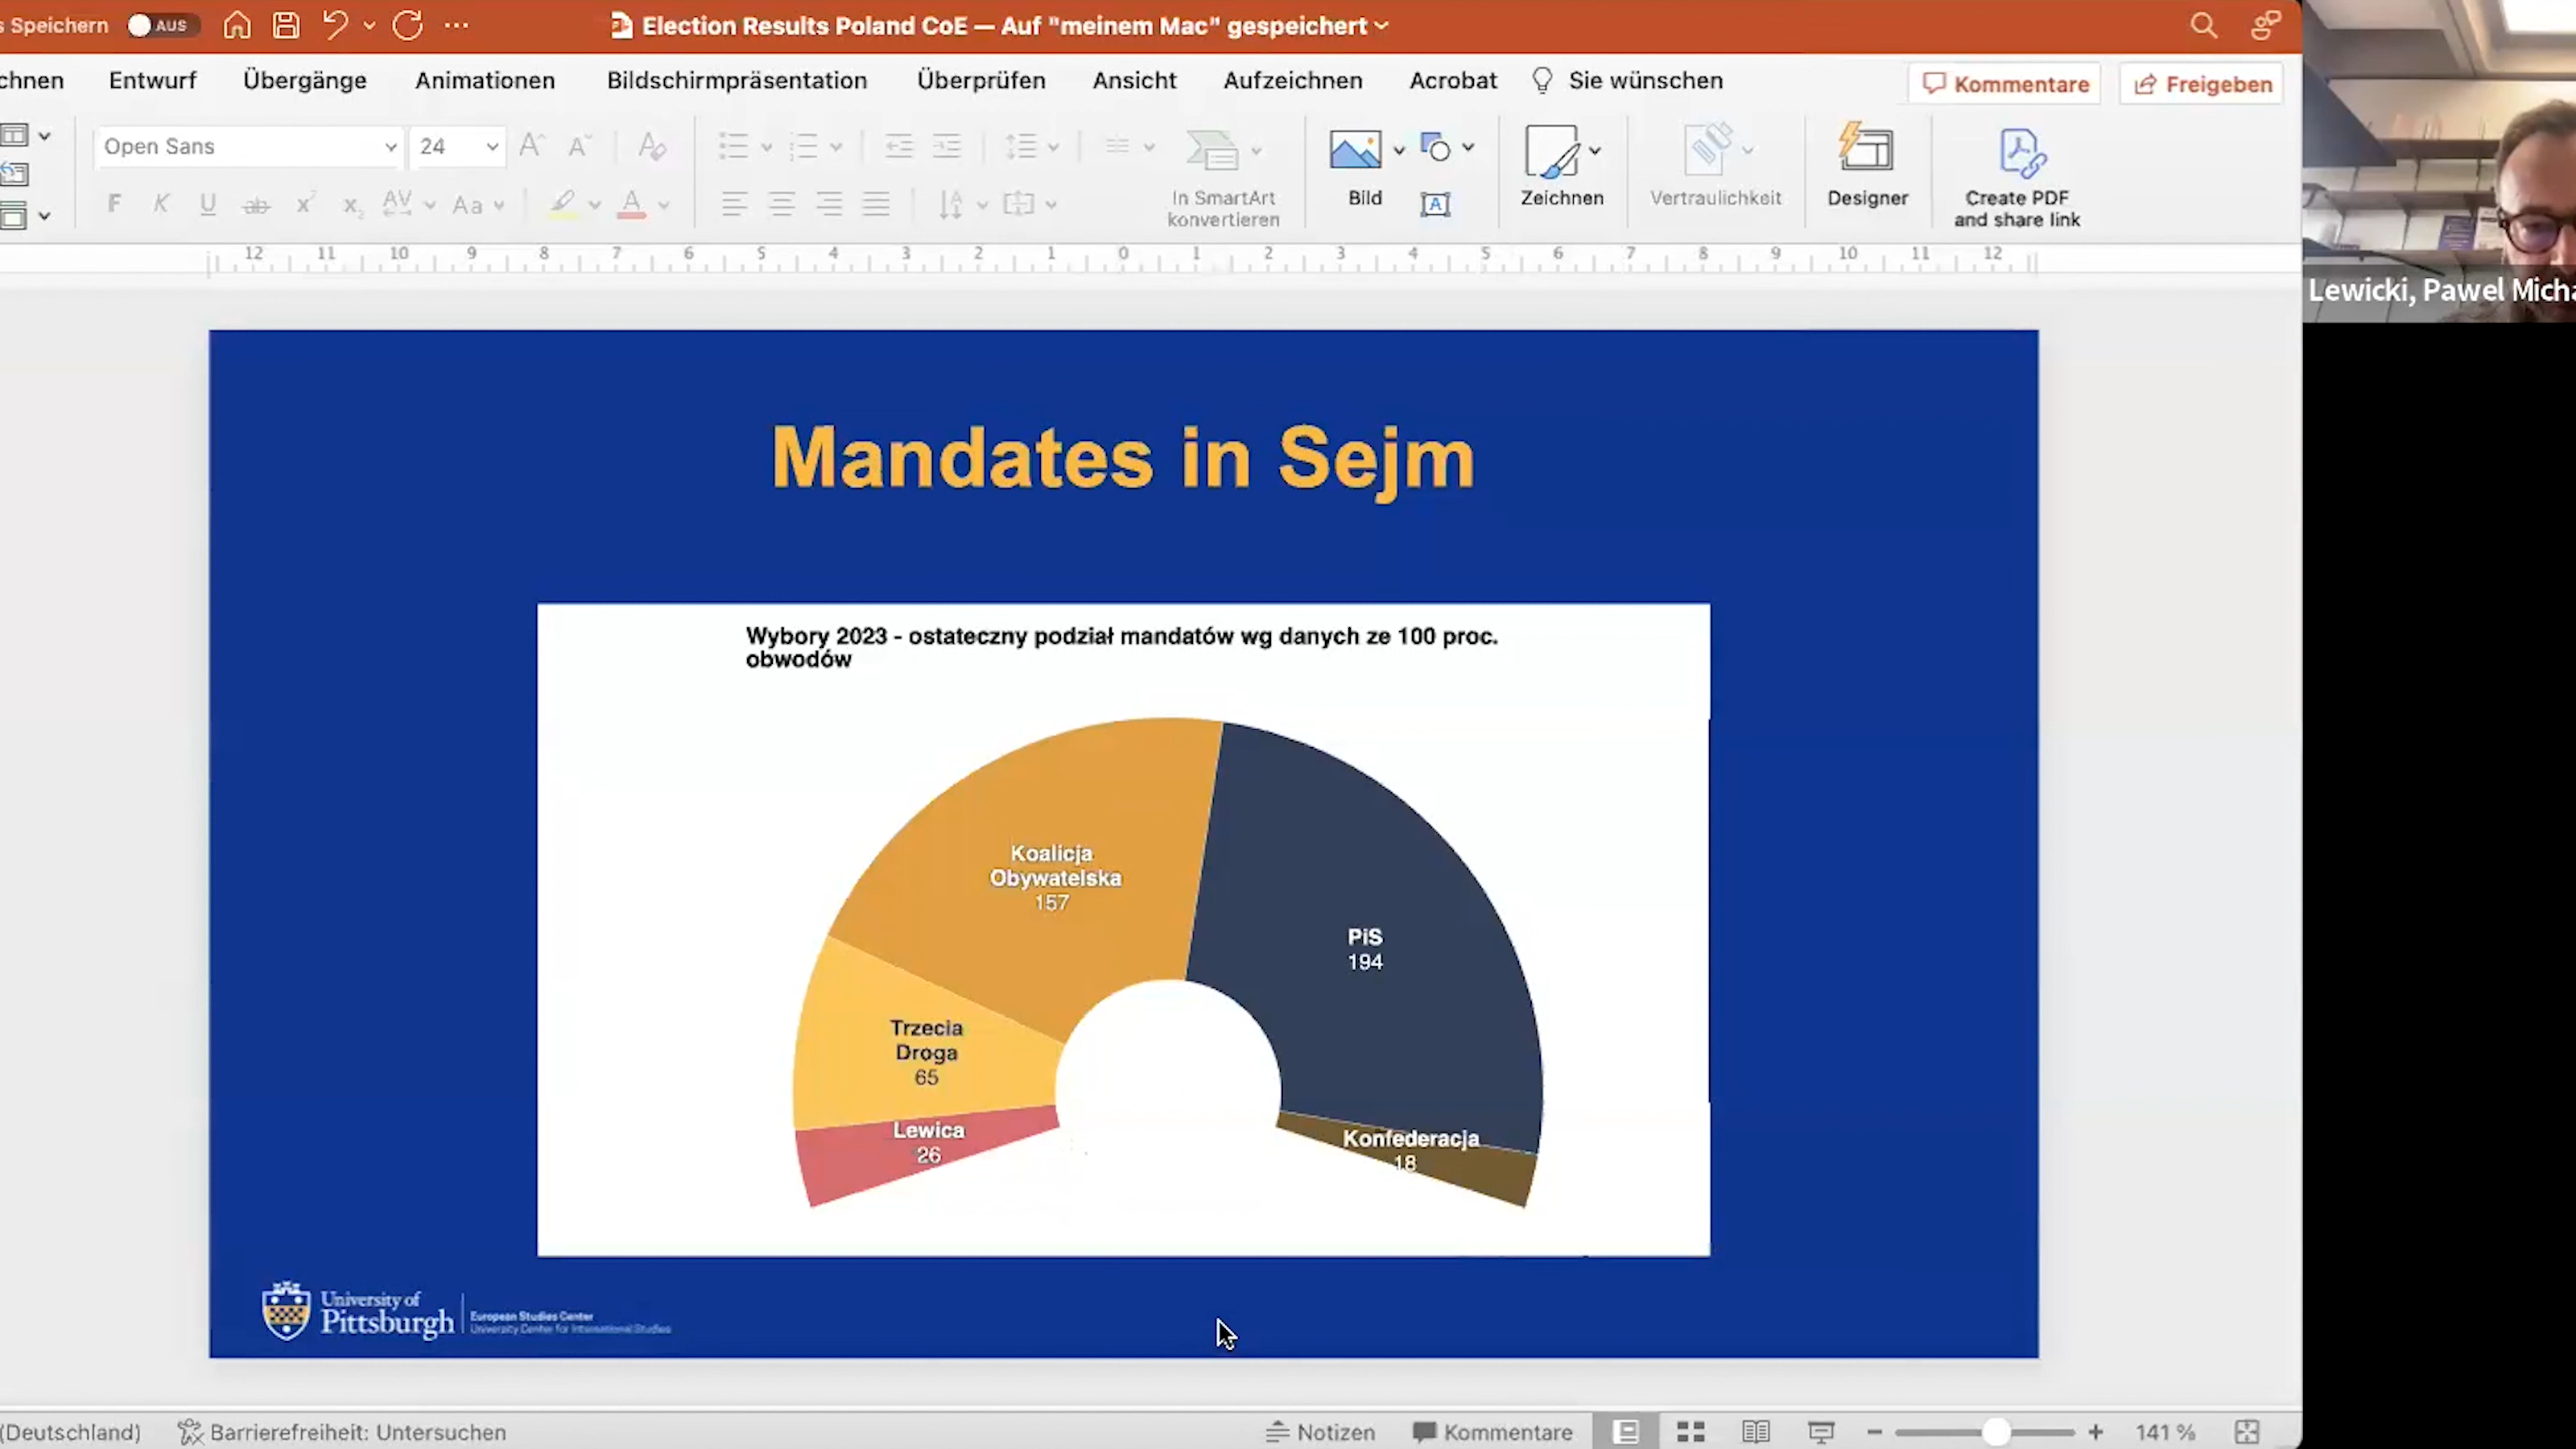 Speichern AUS Election Results Poland CoE — Auf "meinem Mac" gespeichert
Entwurf Übergänge Animationen Bildschirmpräsentation Überprüfen Ansicht Aufzeichnen Acrobat Sie wünschen Kommentare Freigeben
Open Sans 24
F K U ab x² x₂ AV Aa A
In SmartArt
konvertieren
Bild
Zeichnen
Vertraulichkeit
Designer
Create PDF
and share link
12 11 10 9 8 7 6 5 4 3 2 1 0 1 2 3 4 5 6 7 8 9 10 11 12
Lewicki, Pawel Micha
Mandates in Sejm
Wybory 2023 - ostateczny podział mandatów wg danych ze 100 proc.
obwodów
Koalicja
Obywatelska
157
PiS
194
Trzecia
Droga
65
Lewica
26
Konfederacja
18
University of
Pittsburgh
European Studies Center
University Center for International Studies
(Deutschland) Barrierefreiheit: Untersuchen Notizen Kommentare 141 %